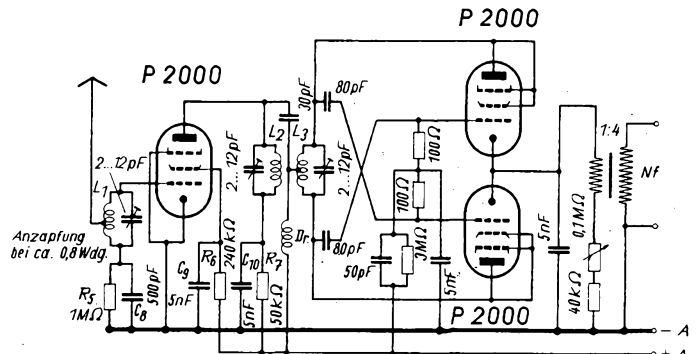 P 2000
P 2000
30pF
80pF
L2
L3
2...12pF
2...12pF
2...12pF
L1
100Ω
100Ω
1:4
Nf
Anzapfung
bei ca. 0,8Wdg.
Dr.
80pF
R5
1MΩ
C8
500pF
C9
5nF
R6
240kΩ
C10
5nF
R7
50kΩ
50pF
3MΩ
5nF
5nF
0,1MΩ
40kΩ
P 2000
- A
+ A